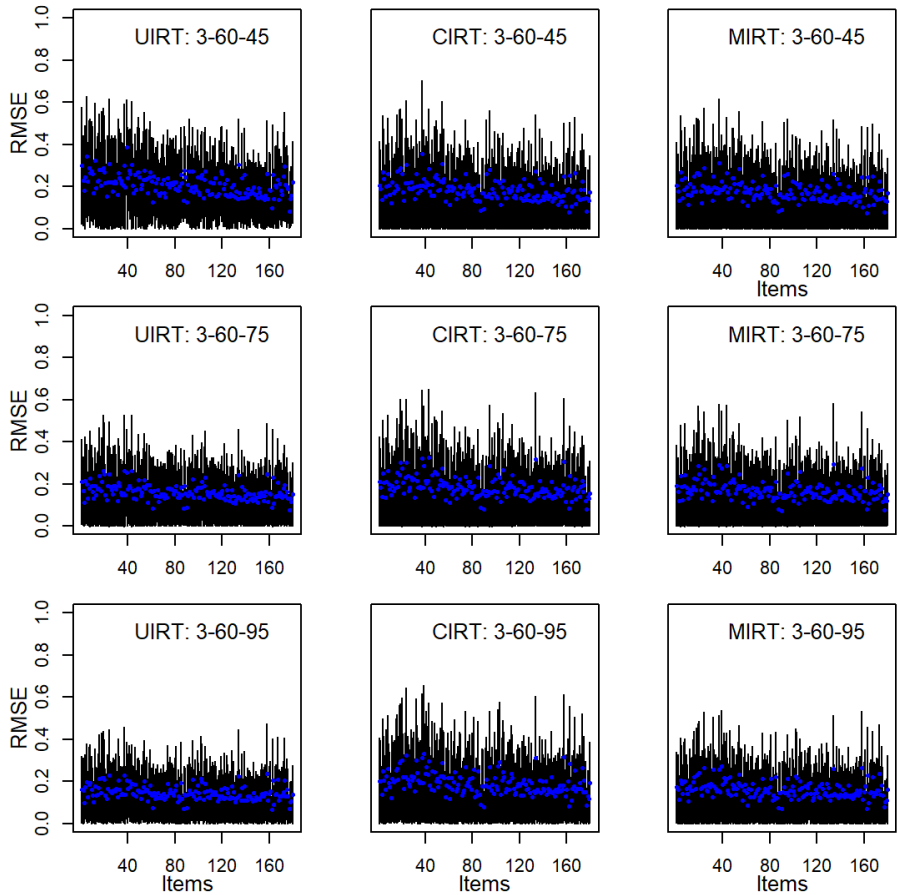 UIRT: 3-60-45
CIRT: 3-60-45
MIRT: 3-60-45
RMSE
0.0 0.2 0.4 0.6 0.8 1.0
40 80 120 160
40 80 120 160
40 80 120 160
Items
UIRT: 3-60-75
CIRT: 3-60-75
MIRT: 3-60-75
RMSE
0.0 0.2 0.4 0.6 0.8 1.0
40 80 120 160
40 80 120 160
40 80 120 160
UIRT: 3-60-95
CIRT: 3-60-95
MIRT: 3-60-95
RMSE
0.0 0.2 0.4 0.6 0.8 1.0
40 80 120 160
40 80 120 160
40 80 120 160
Items
Items
Items